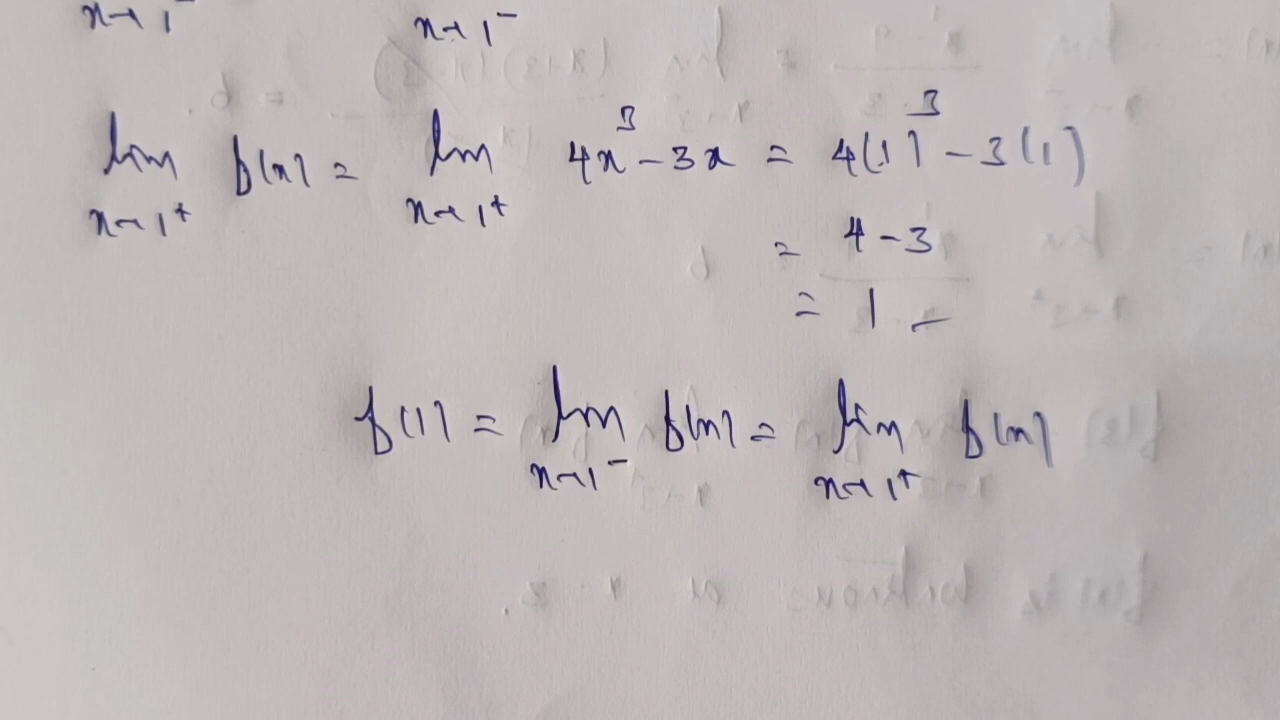 x→1⁻ x→1⁻
lim f(x) = lim 4x³ - 3x = 4(1)³ - 3(1)
x→1⁺ x→1⁺
= 4 - 3
= 1
f(1) = lim f(x) = lim f(x)
x→1⁻ x→1⁺